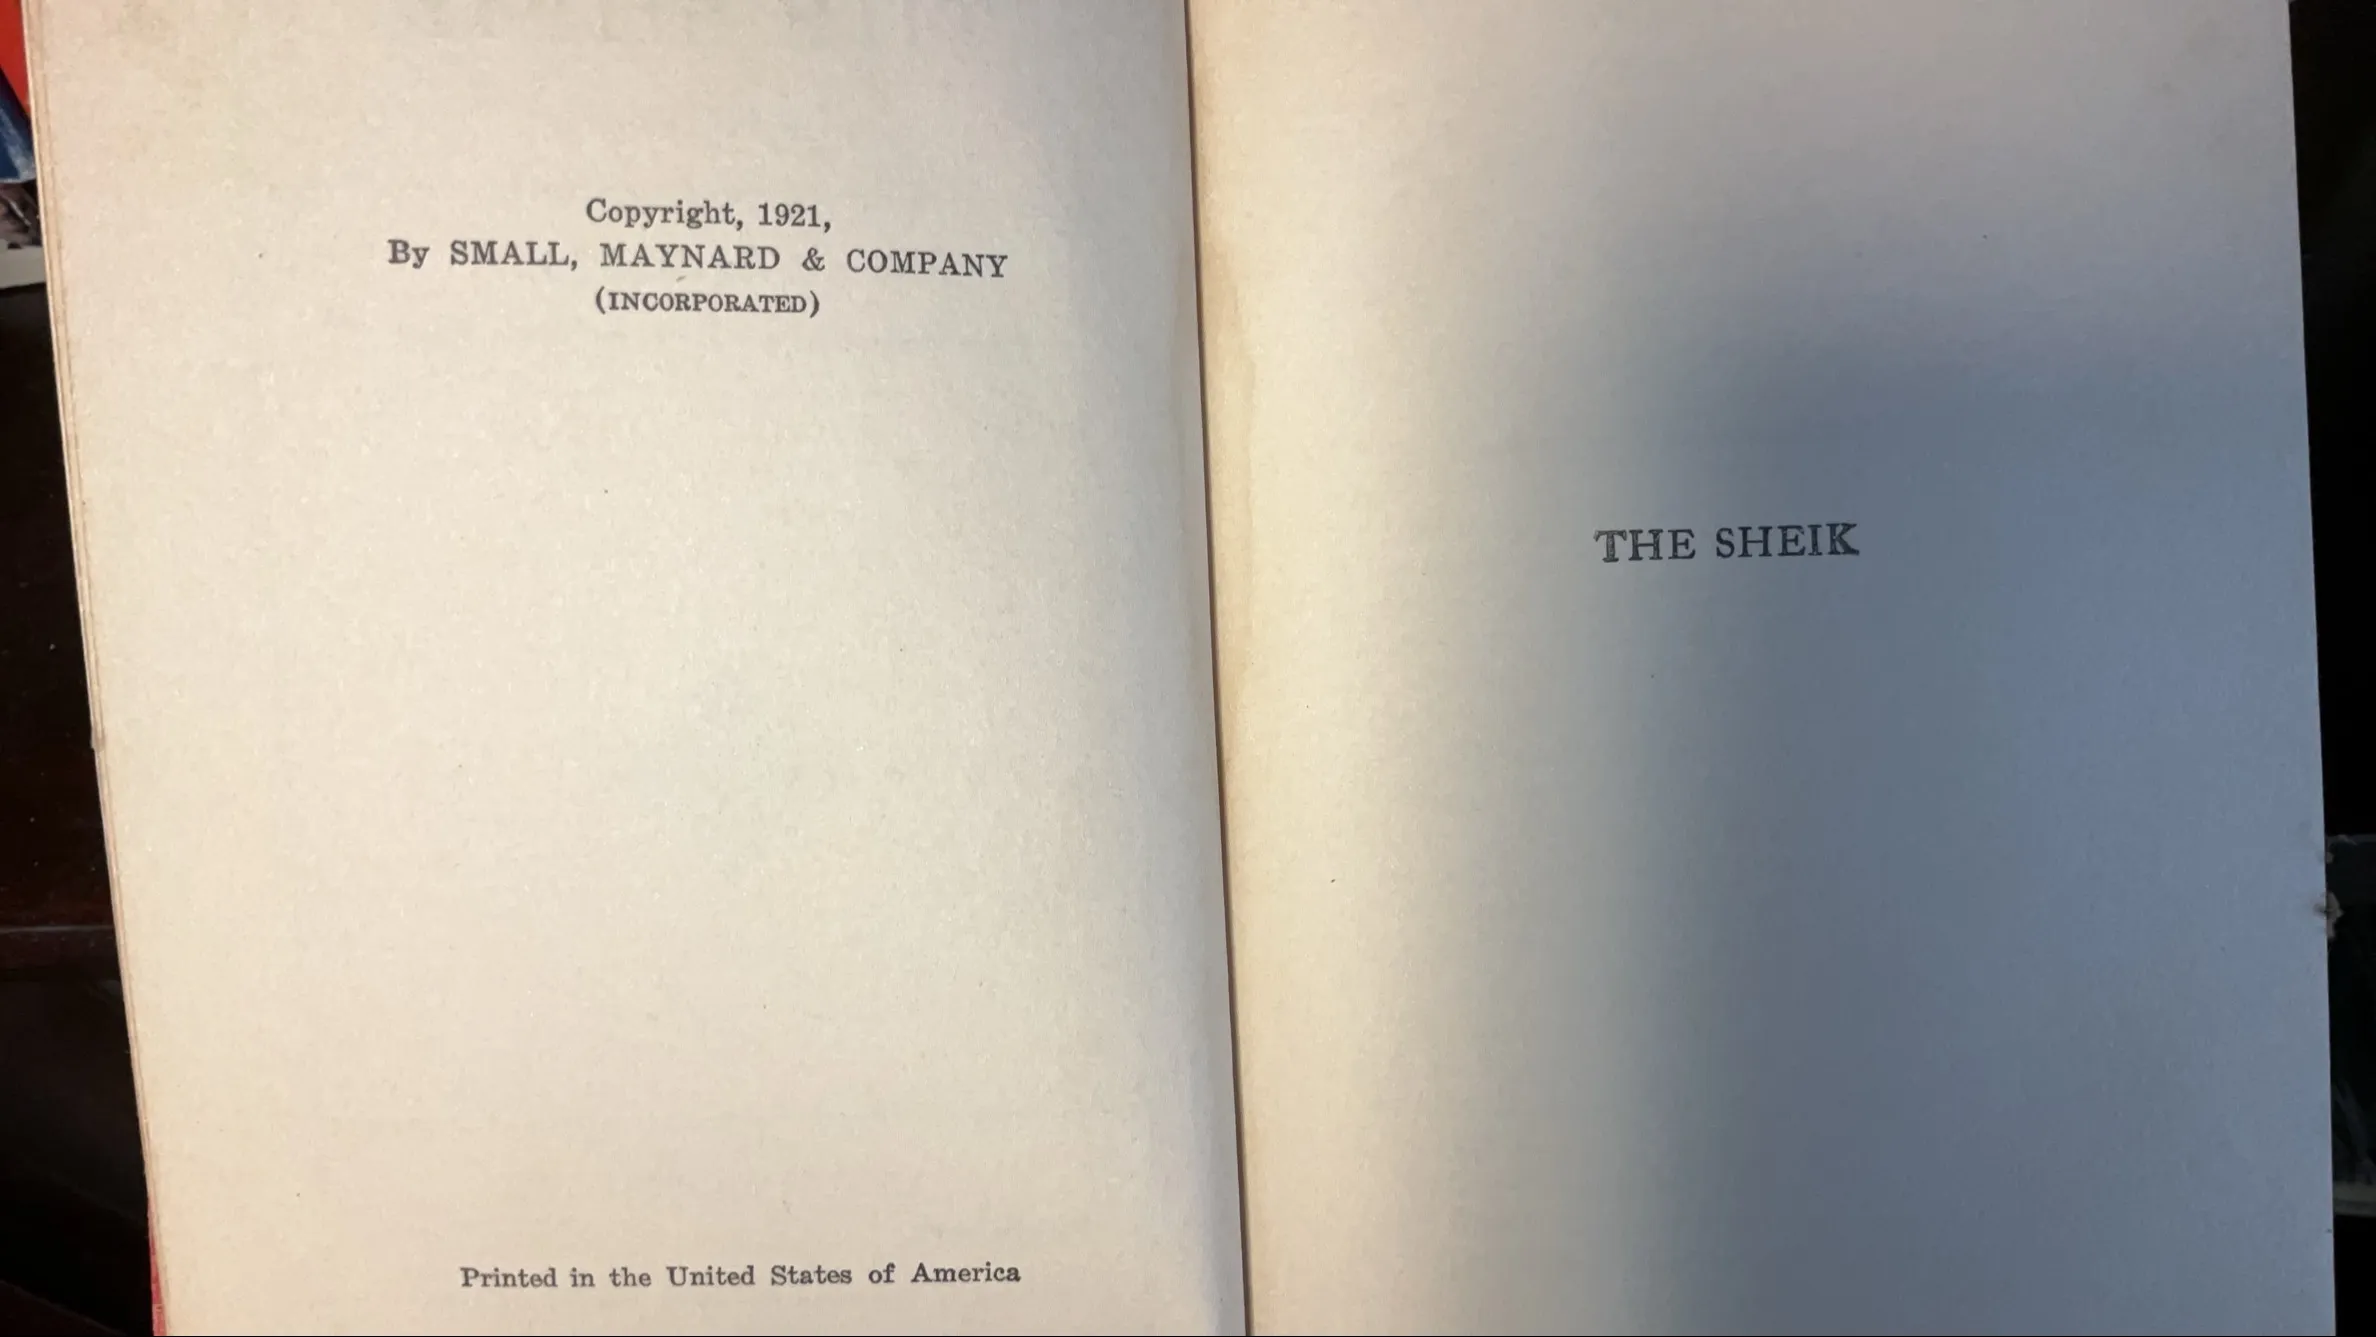 Copyright, 1921,
By SMALL, MAYNARD & COMPANY
(INCORPORATED)
Printed in the United States of America
THE SHEIK